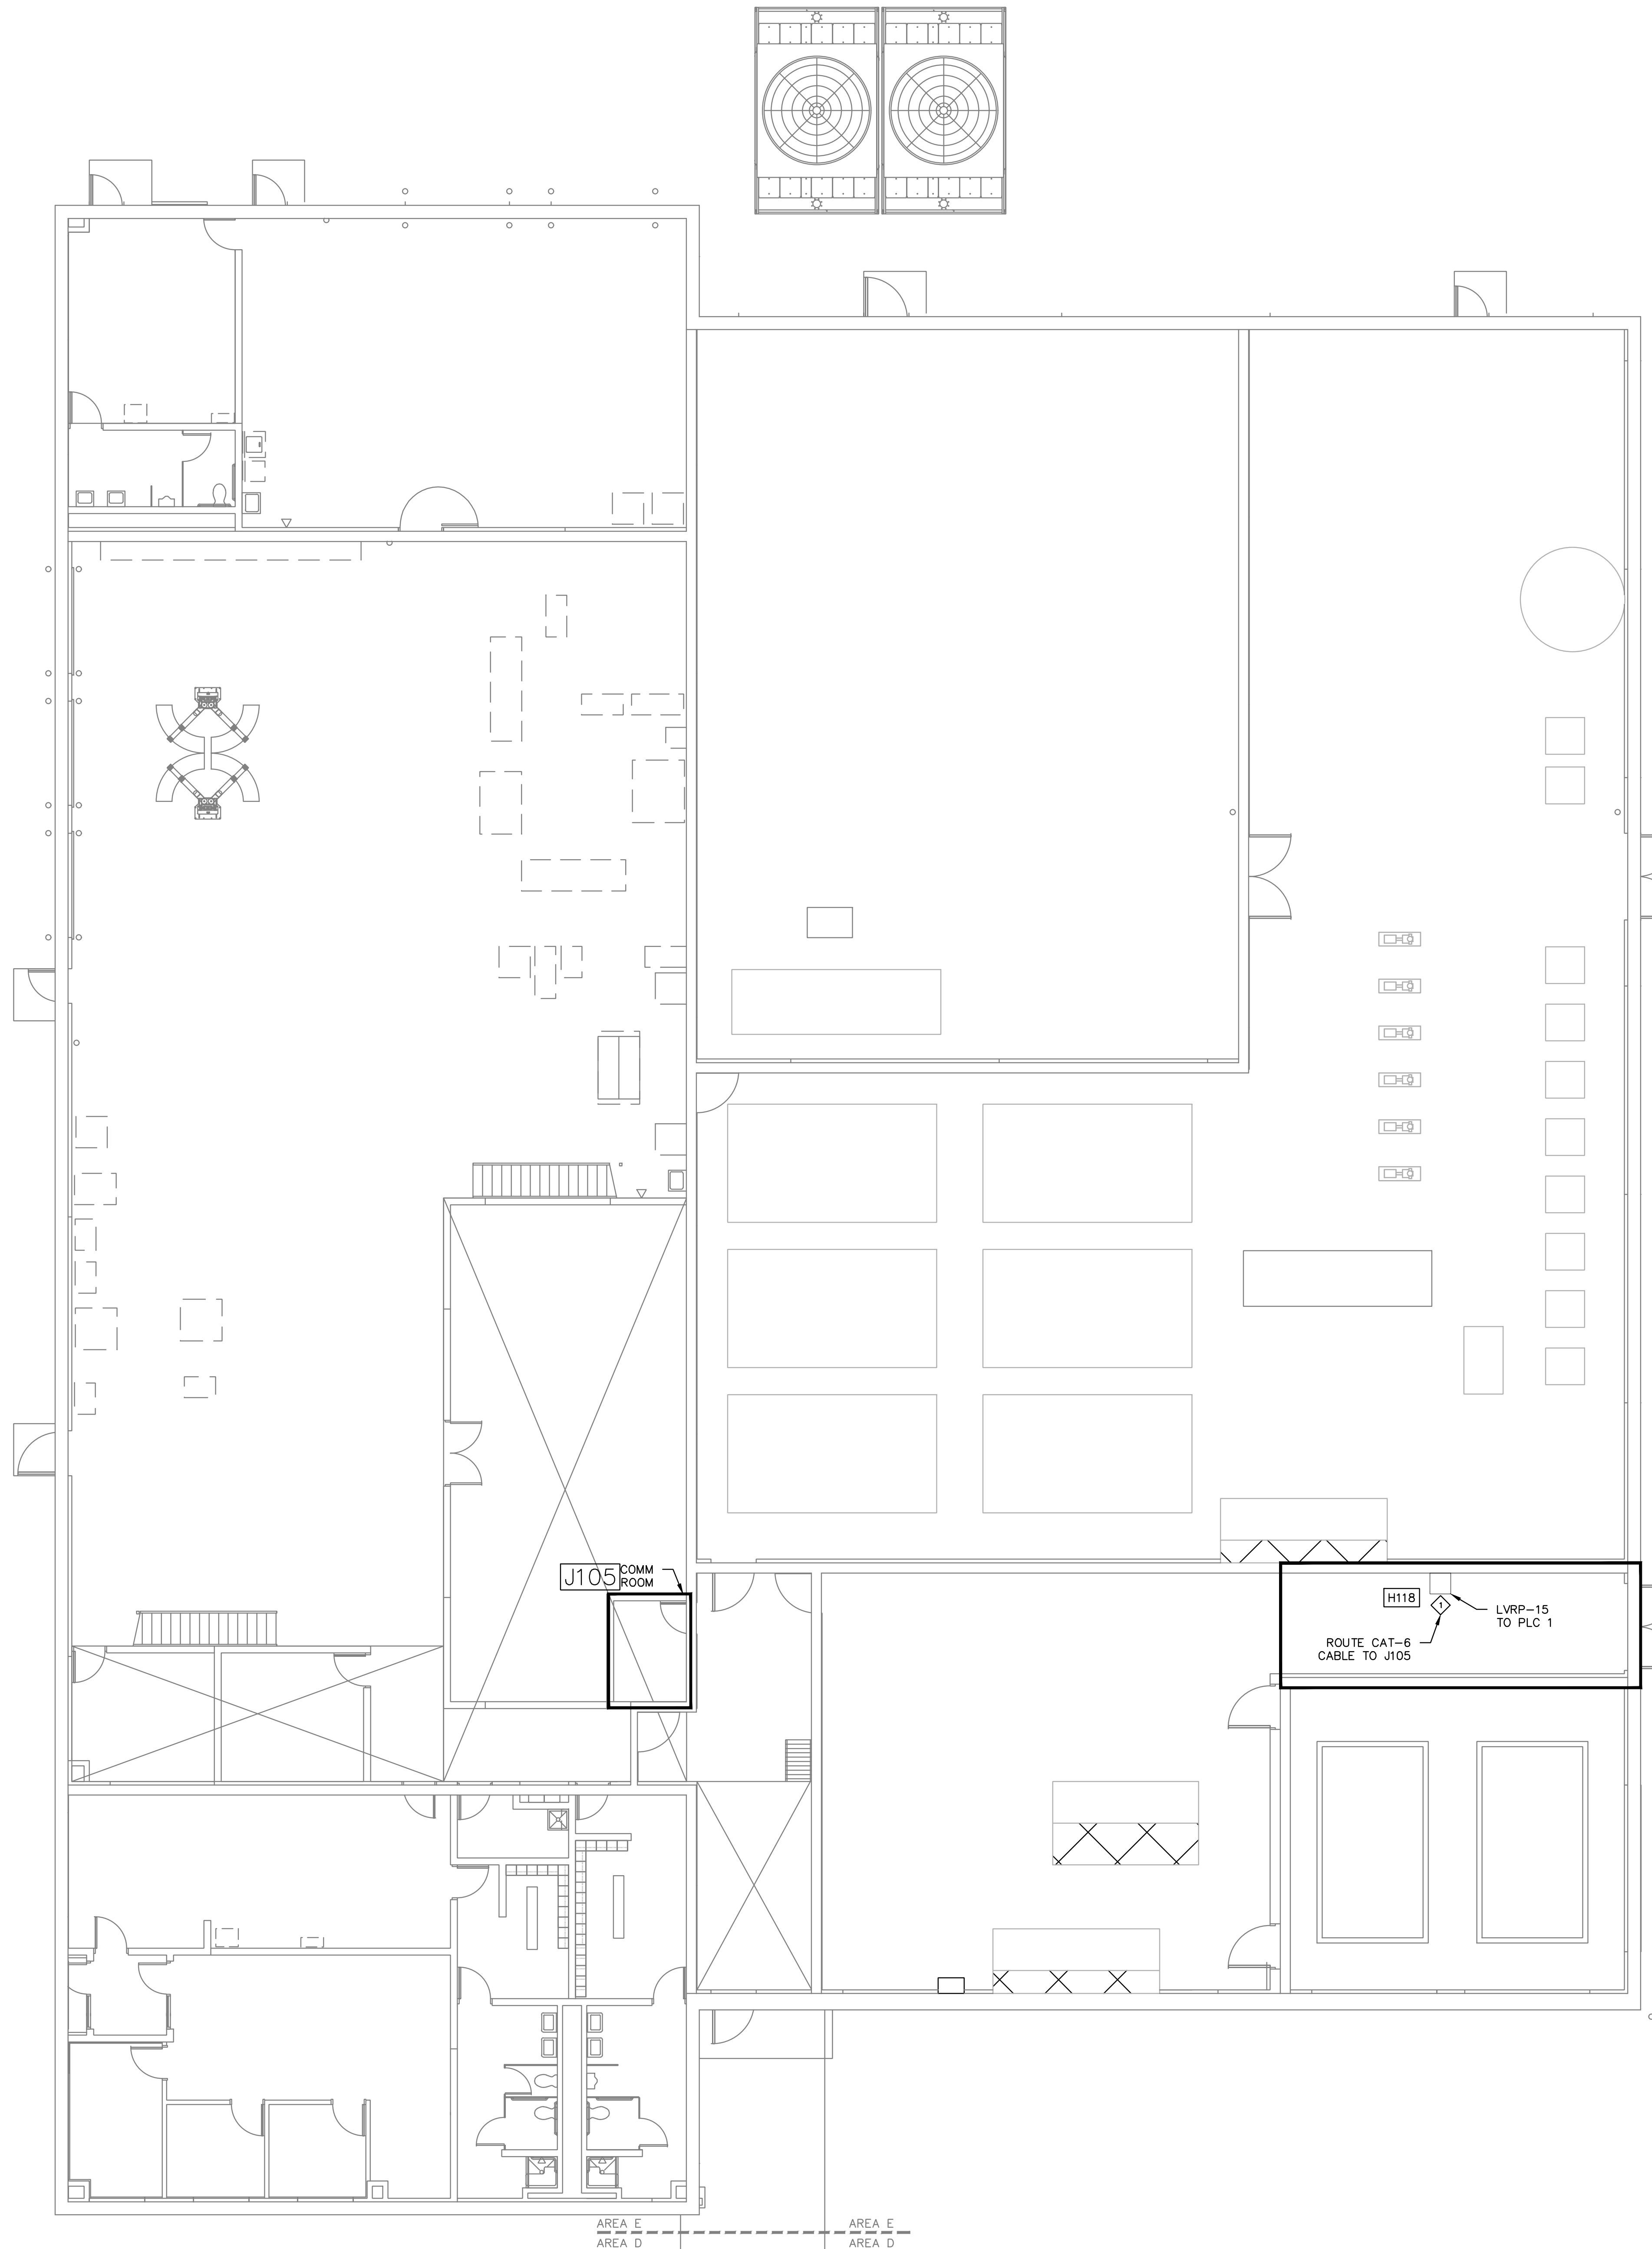 J105
COMM
ROOM
H118
1
LVRP-15
TO PLC 1
ROUTE CAT-6
CABLE TO J105
AREA E
AREA E
AREA D
AREA D